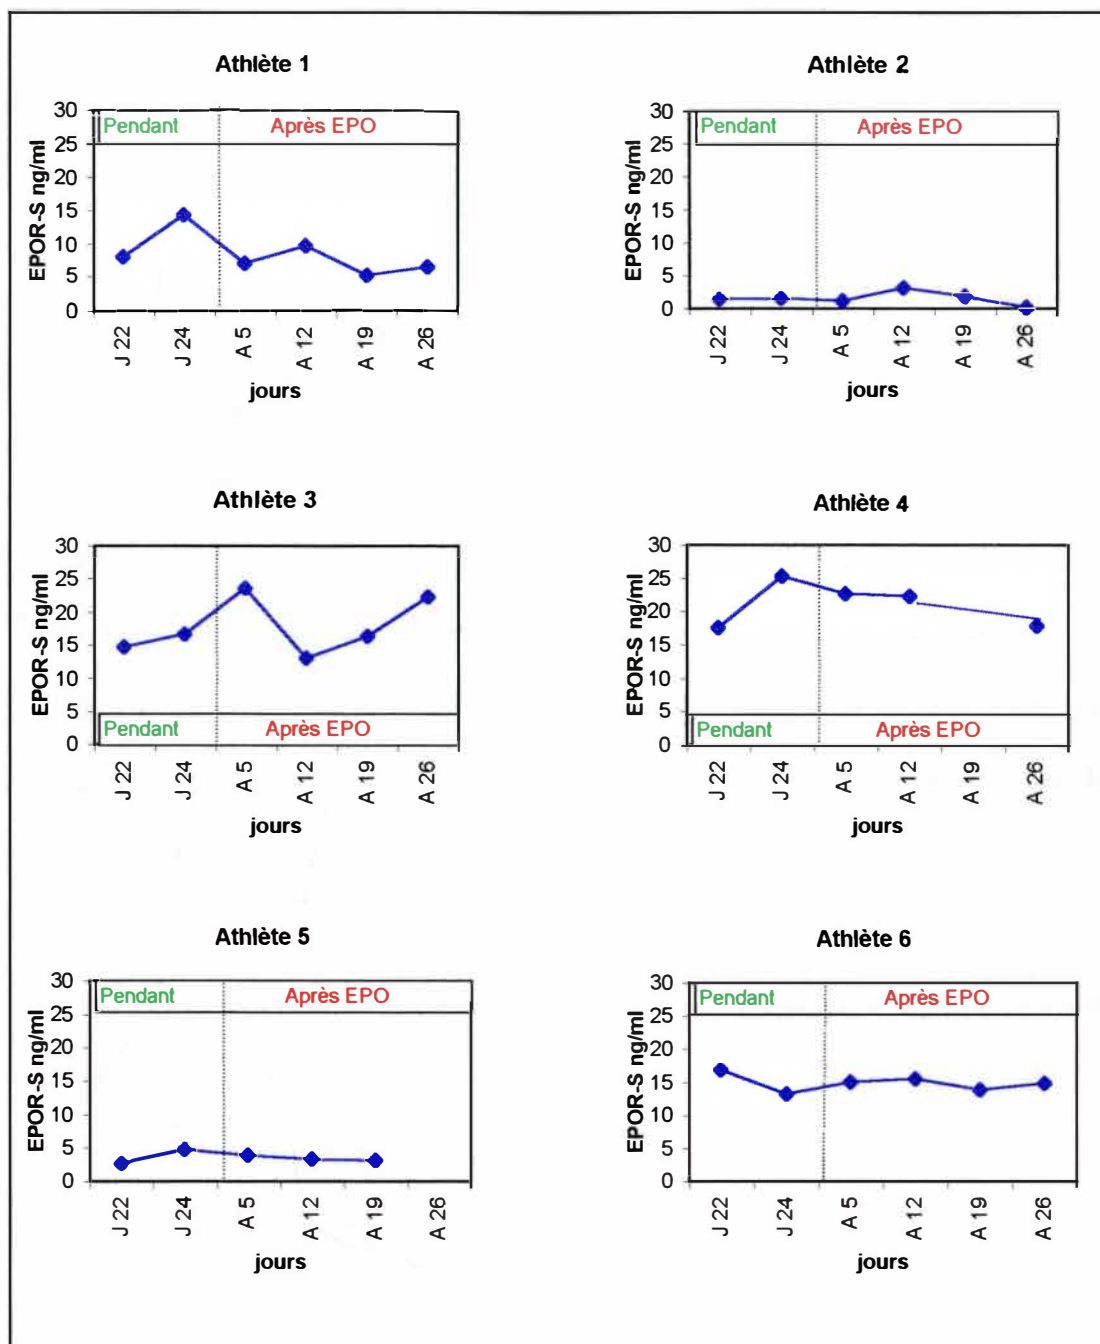 Athlète 1
30
25
20
15
10
5
0
EPOR-S ng/ml
Pendant
Après EPO
J 22
J 24
A 5
A 12
A 19
A 26
jours
Athlète 2
30
25
20
15
10
5
0
EPOR-S ng/ml
Pendant
Après EPO
J 22
J 24
A 5
A 12
A 19
A 26
jours
Athlète 3
30
25
20
15
10
5
0
EPOR-S ng/ml
Pendant
Après EPO
J 22
J 24
A 5
A 12
A 19
A 26
jours
Athlète 4
30
25
20
15
10
5
0
EPOR-S ng/ml
Pendant
Après EPO
J 22
J 24
A 5
A 12
A 19
A 26
jours
Athlète 5
30
25
20
15
10
5
0
EPOR-S ng/ml
Pendant
Après EPO
J 22
J 24
A 5
A 12
A 19
A 26
jours
Athlète 6
30
25
20
15
10
5
0
EPOR-S ng/ml
Pendant
Après EPO
J 22
J 24
A 5
A 12
A 19
A 26
jours